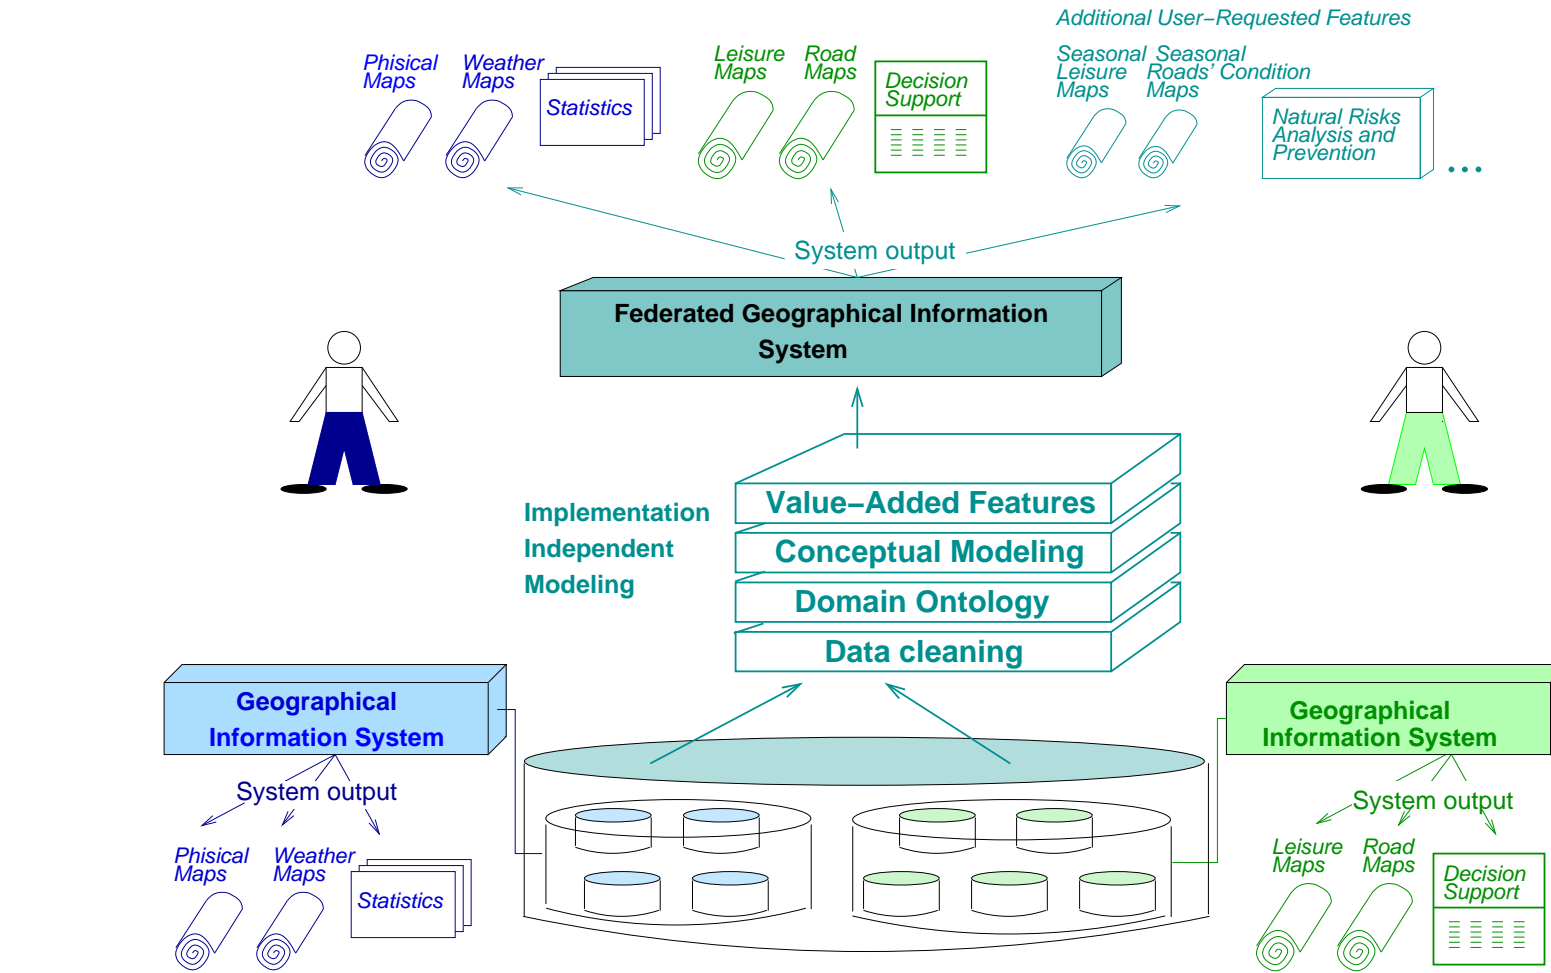 Additional User−Requested Features
Phisical
Maps
Weather
Maps
Statistics
Leisure
Maps
Road
Maps
Decision
Support
Seasonal
Leisure
Maps
Seasonal
Roads' Condition
Maps
Natural Risks
Analysis and
Prevention
...
System output
Federated Geographical Information
System
Implementation
Independent
Modeling
Value−Added Features
Conceptual Modeling
Domain Ontology
Data cleaning
Geographical
Information System
System output
Phisical
Maps
Weather
Maps
Statistics
Geographical
Information System
System output
Leisure
Maps
Road
Maps
Decision
Support